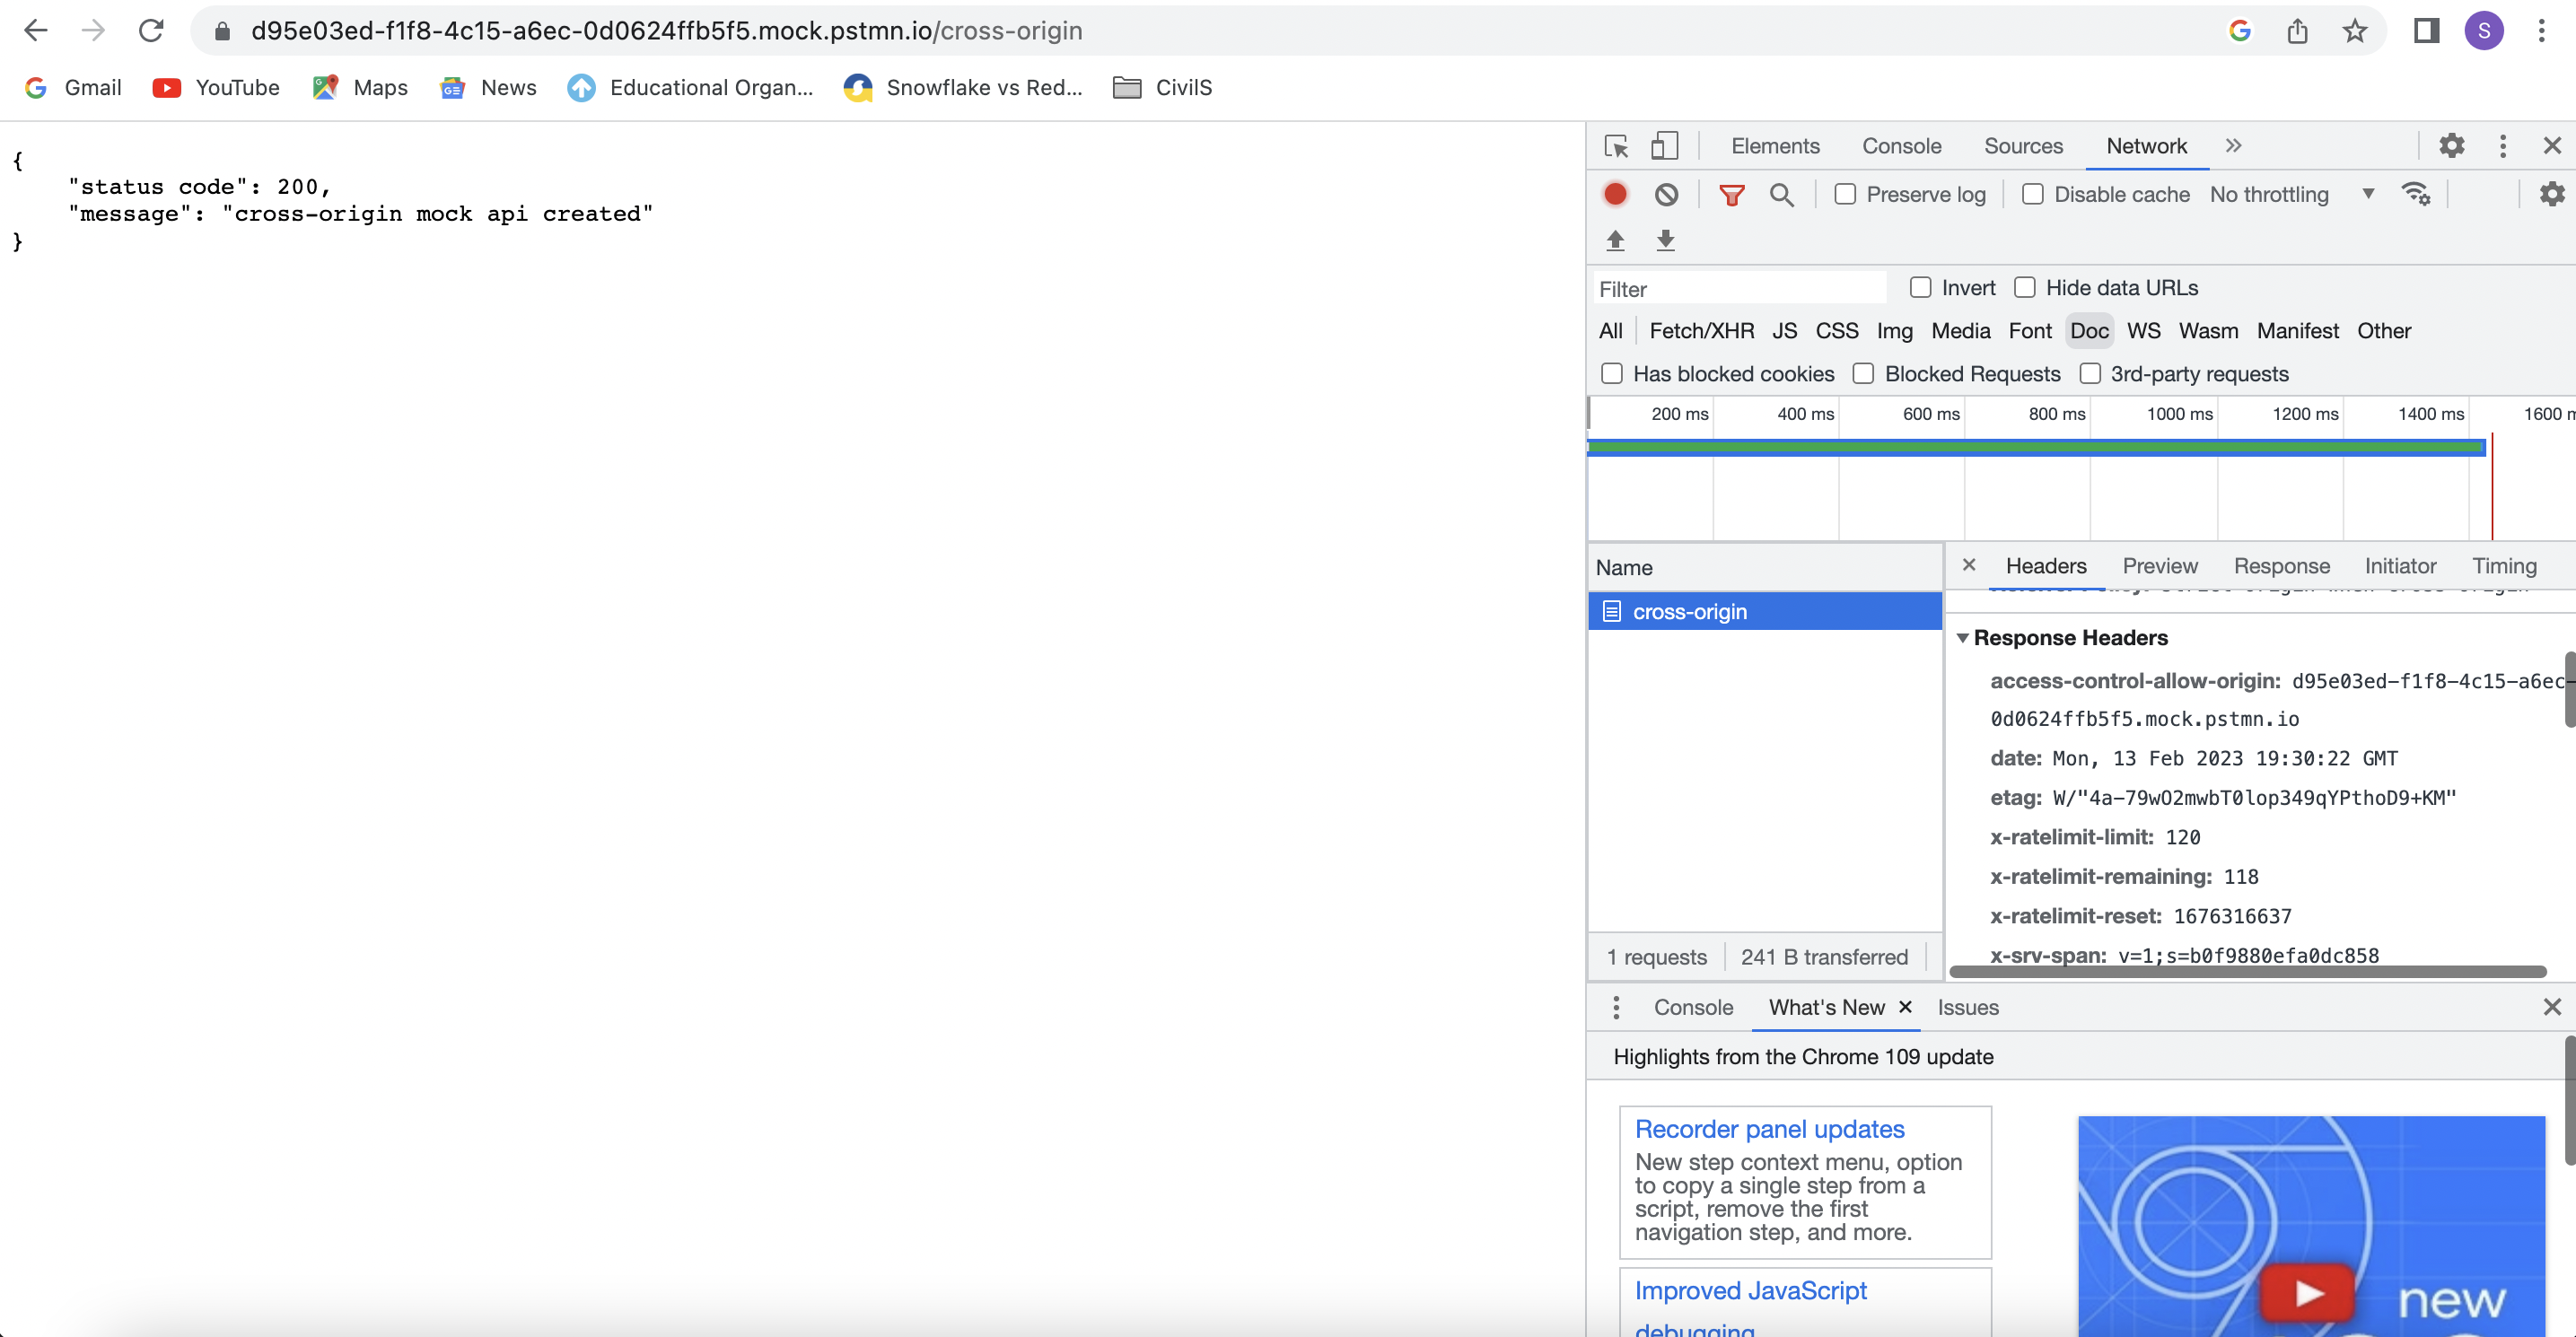 d95e03ed-f1f8-4c15-a6ec-0d0624ffb5f5.mock.pstmn.io/cross-origin
S
Gmail YouTube Maps News Educational Organ... Snowflake vs Red... CivilS
{
"status code": 200,
"message": "cross-origin mock api created"
}
Elements Console Sources Network
Preserve log Disable cache No throttling
Filter Invert Hide data URLs
All Fetch/XHR JS CSS Img Media Font Doc WS Wasm Manifest Other
Has blocked cookies Blocked Requests 3rd-party requests
200 ms 400 ms 600 ms 800 ms 1000 ms 1200 ms 1400 ms 1600 m
Name
cross-origin
1 requests 241 B transferred
Headers Preview Response Initiator Timing
Response Headers
access-control-allow-origin: d95e03ed-f1f8-4c15-a6ec-
0d0624ffb5f5.mock.pstmn.io
date: Mon, 13 Feb 2023 19:30:22 GMT
etag: W/"4a-79wO2mwbT0lop349qYPthoD9+KM"
x-ratelimit-limit: 120
x-ratelimit-remaining: 118
x-ratelimit-reset: 1676316637
x-srv-span: v=1;s=b0f9880efa0dc858
Console What's New Issues
Highlights from the Chrome 109 update
Recorder panel updates
New step context menu, option
to copy a single step from a
script, remove the first
navigation step, and more.
Improved JavaScript
debugging
new